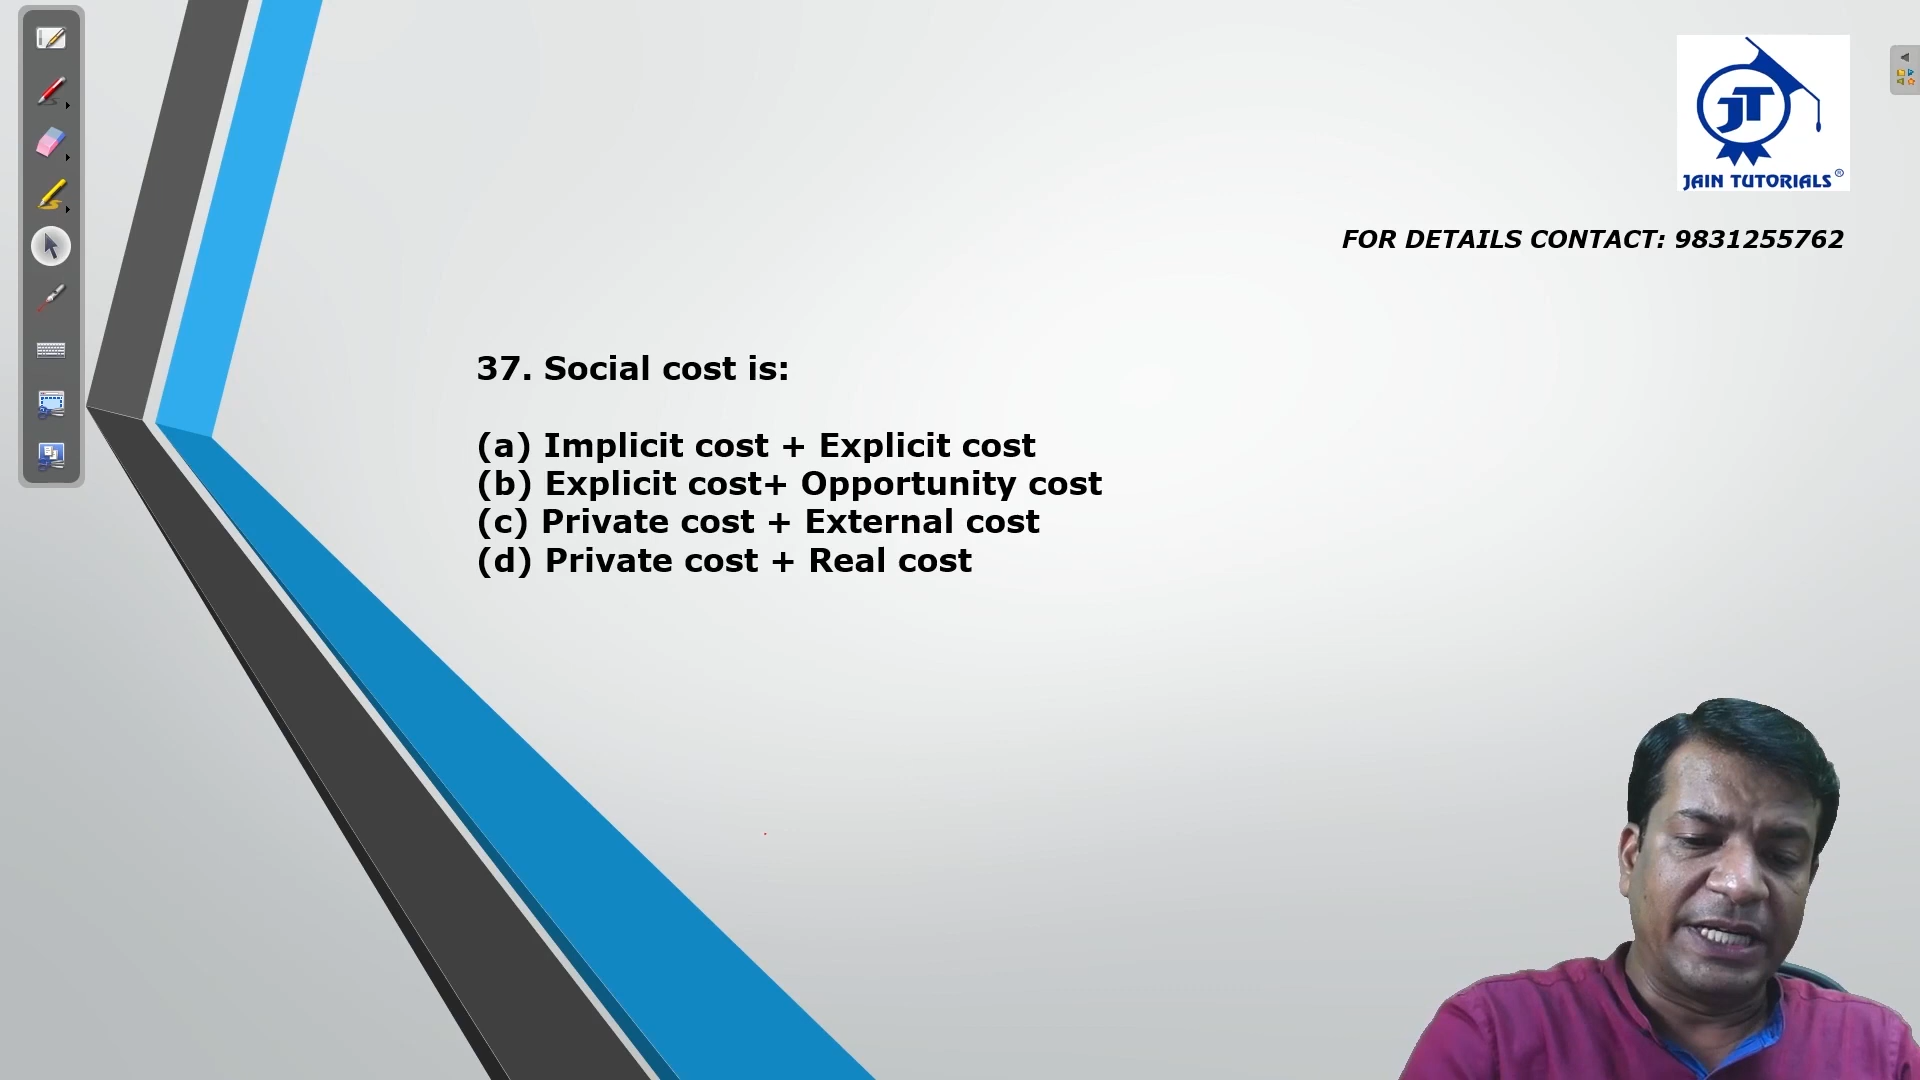 JT
JAIN TUTORIALS®
FOR DETAILS CONTACT: 9831255762
37. Social cost is:
(a) Implicit cost + Explicit cost
(b) Explicit cost+ Opportunity cost
(c) Private cost + External cost
(d) Private cost + Real cost